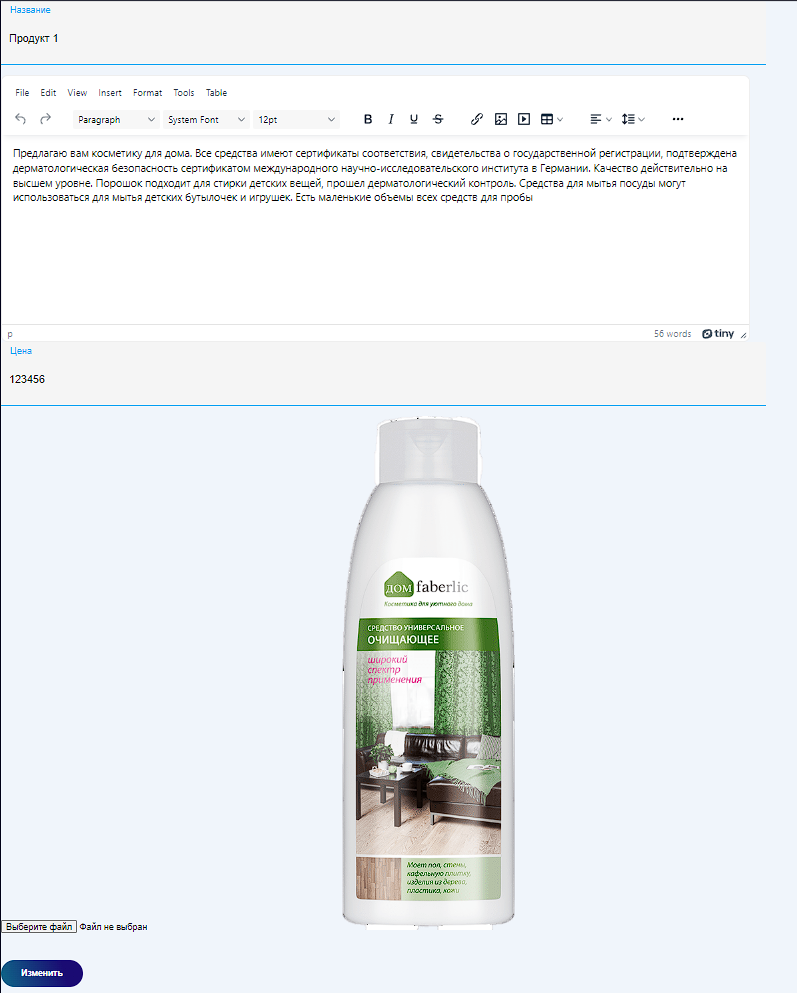 Название
Продукт 1
File Edit View Insert Format Tools Table
Paragraph System Font 12pt B I U S
Предлагаю вам косметику для дома. Все средства имеют сертификаты соответствия, свидетельства о государственной регистрации, подтверждена
дерматологическая безопасность сертификатом международного научно-исследовательского института в Германии. Качество действительно на
высшем уровне. Порошок подходит для стирки детских вещей, прошел дерматологический контроль. Средства для мытья посуды могут
использоваться для мытья детских бутылочек и игрушек. Есть маленькие объемы всех средств для пробы
p 56 words tiny
Цена
123456
ДОМ faberlic
Косметика для уютного дома
СРЕДСТВО УНИВЕРСАЛЬНОЕ
ОЧИЩАЮЩЕЕ
широкий
спектр
применения
Моет пол, стены,
кафельную плитку,
изделия из дерева,
пластика, кожи
Выберите файл Файл не выбран
Изменить